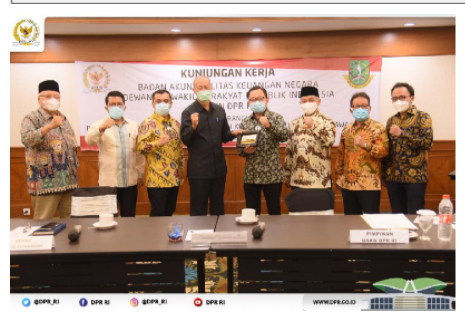 KUNJUNGAN KERJA
BADAN AKUNTABILITAS KEUANGAN NEGARA
DEWAN PERWAKILAN RAKYAT REPUBLIK INDONESIA
DPR RI
PIMPINAN
BAKN DPR RI
@DPR_RI
DPR RI
@DPR_RI
DPR RI
WWW.DPR.GO.ID